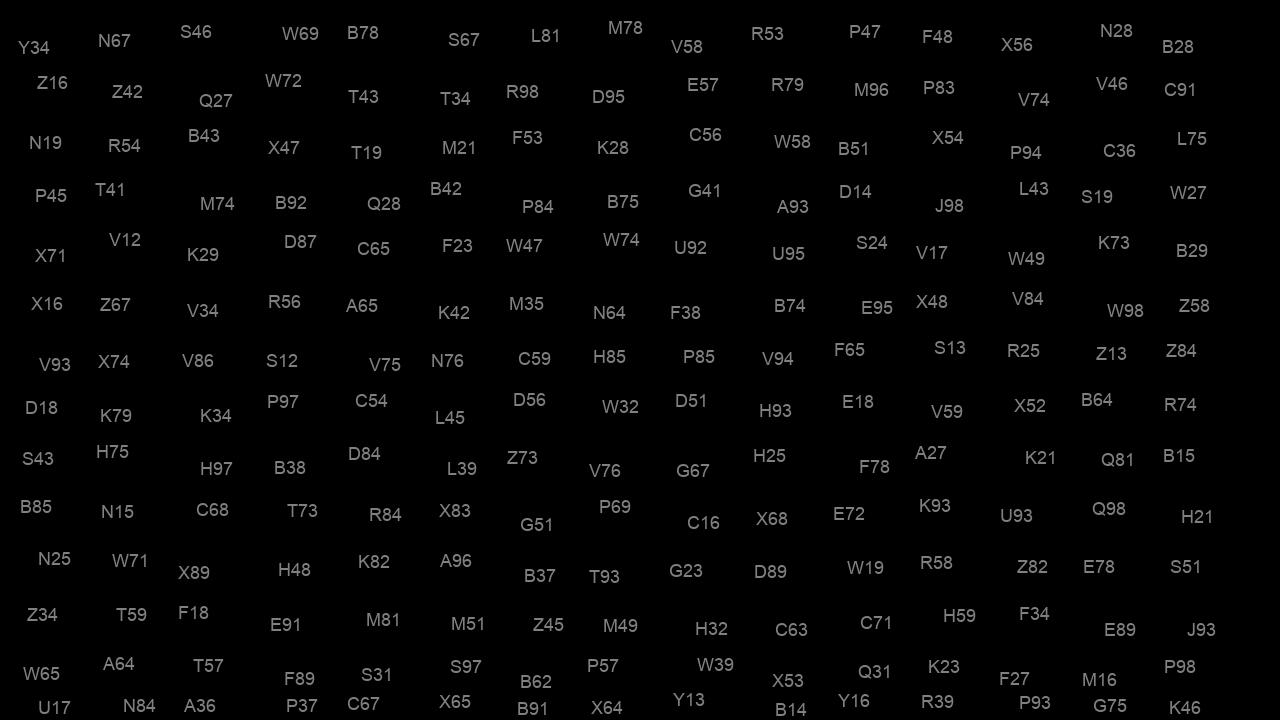 Y34 N67 S46 W69 B78 S67 L81 M78 V58 R53 P47 F48 X56 N28 B28
Z16 Z42 Q27 W72 T43 T34 R98 D95 E57 R79 M96 P83 V74 V46 C91
N19 R54 B43 X47 T19 M21 F53 K28 C56 W58 B51 X54 P94 C36 L75
P45 T41 M74 B92 Q28 B42 P84 B75 G41 A93 D14 J98 L43 S19 W27
X71 V12 K29 D87 C65 F23 W47 W74 U92 U95 S24 V17 W49 K73 B29
X16 Z67 V34 R56 A65 K42 M35 N64 F38 B74 E95 X48 V84 W98 Z58
V93 X74 V86 S12 V75 N76 C59 H85 P85 V94 F65 S13 R25 Z13 Z84
D18 K79 K34 P97 C54 L45 D56 W32 D51 H93 E18 V59 X52 B64 R74
S43 H75 H97 B38 D84 L39 Z73 V76 G67 H25 F78 A27 K21 Q81 B15
B85 N15 C68 T73 R84 X83 G51 P69 C16 X68 E72 K93 U93 Q98 H21
N25 W71 X89 H48 K82 A96 B37 T93 G23 D89 W19 R58 Z82 E78 S51
Z34 T59 F18 E91 M81 M51 Z45 M49 H32 C63 C71 H59 F34 E89 J93
W65 A64 T57 F89 S31 S97 B62 P57 W39 X53 Q31 K23 F27 M16 P98
U17 N84 A36 P37 C67 X65 B91 X64 Y13 B14 Y16 R39 P93 G75 K46